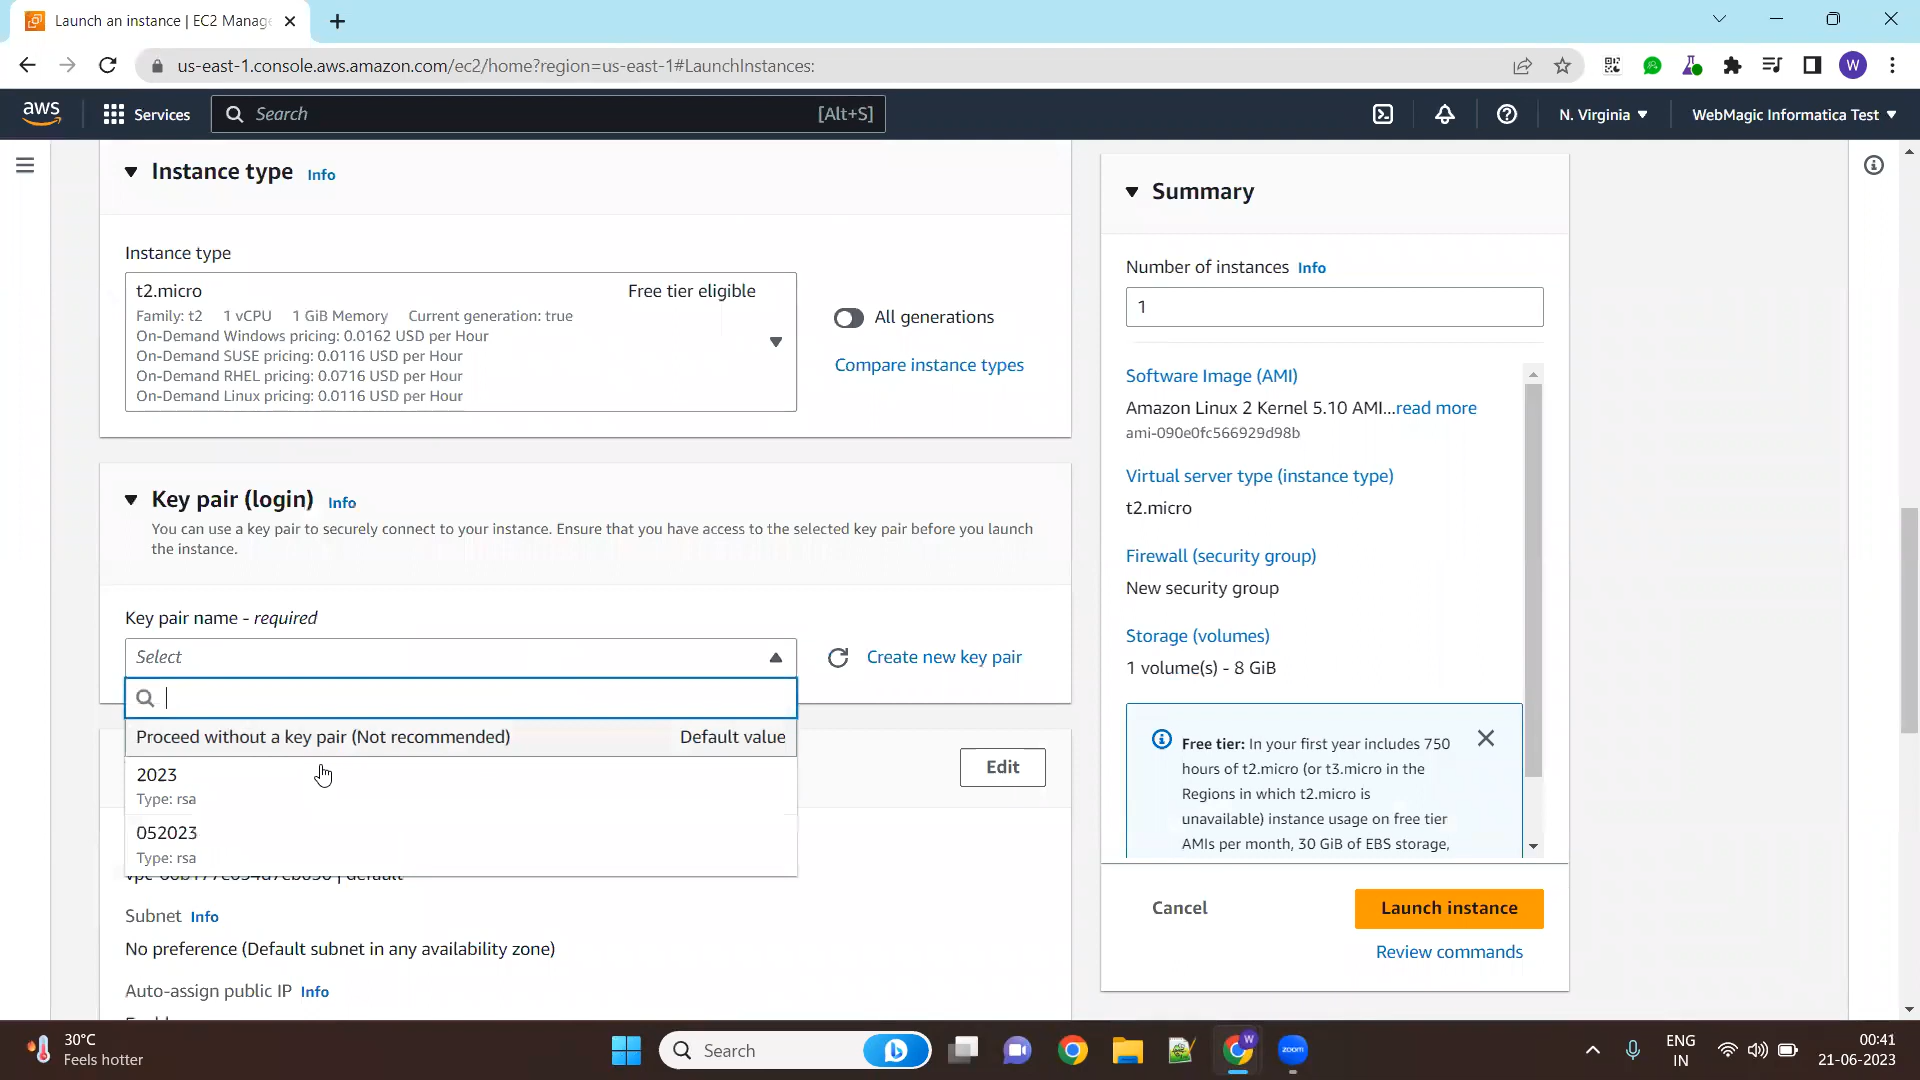 Launch an instance | EC2 Manage
us-east-1.console.aws.amazon.com/ec2/home?region=us-east-1#LaunchInstances:
W
aws
Services
Search
[Alt+S]
N. Virginia
WebMagic Informatica Test
Instance type Info
Instance type
t2.micro
Free tier eligible
Family: t2 1 vCPU 1 GiB Memory Current generation: true
On-Demand Windows pricing: 0.0162 USD per Hour
On-Demand SUSE pricing: 0.0116 USD per Hour
On-Demand RHEL pricing: 0.0716 USD per Hour
On-Demand Linux pricing: 0.0116 USD per Hour
All generations
Compare instance types
Key pair (login) Info
You can use a key pair to securely connect to your instance. Ensure that you have access to the selected key pair before you launch
the instance.
Key pair name - required
Select
Create new key pair
Proceed without a key pair (Not recommended)
Default value
2023
Type: rsa
052023
Type: rsa
Edit
Subnet Info
No preference (Default subnet in any availability zone)
Auto-assign public IP Info
Summary
Number of instances Info
1
Software Image (AMI)
Amazon Linux 2 Kernel 5.10 AMI...read more
ami-090e0fc566929d98b
Virtual server type (instance type)
t2.micro
Firewall (security group)
New security group
Storage (volumes)
1 volume(s) - 8 GiB
Free tier: In your first year includes 750
hours of t2.micro (or t3.micro in the
Regions in which t2.micro is
unavailable) instance usage on free tier
AMIs per month, 30 GiB of EBS storage,
Cancel
Launch instance
Review commands
30°C
Feels hotter
Search
W
zoom
ENG
IN
00:41
21-06-2023